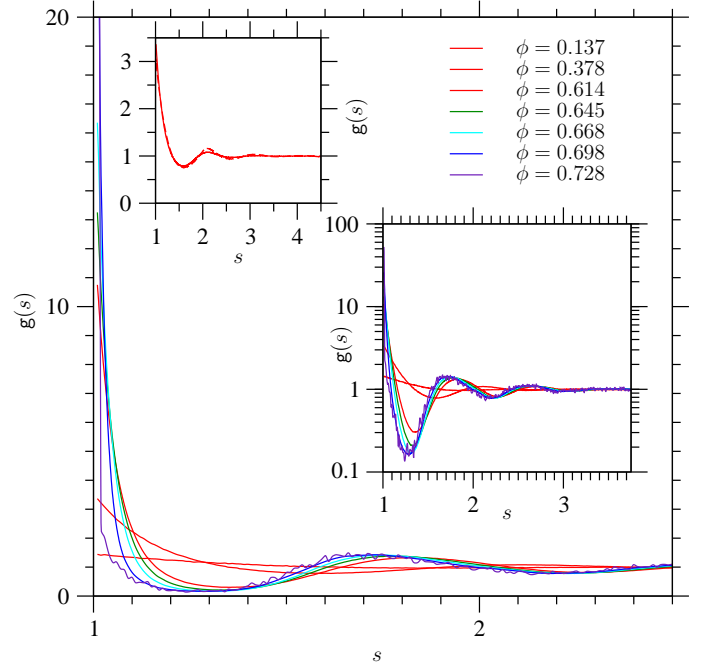 20
10
0
g(s)
1
2
s
3
2
1
0
g(s)
1
2
3
4
s
ϕ = 0.137
ϕ = 0.378
ϕ = 0.614
ϕ = 0.645
ϕ = 0.668
ϕ = 0.698
ϕ = 0.728
100
10
1
0.1
g(s)
1
2
3
s